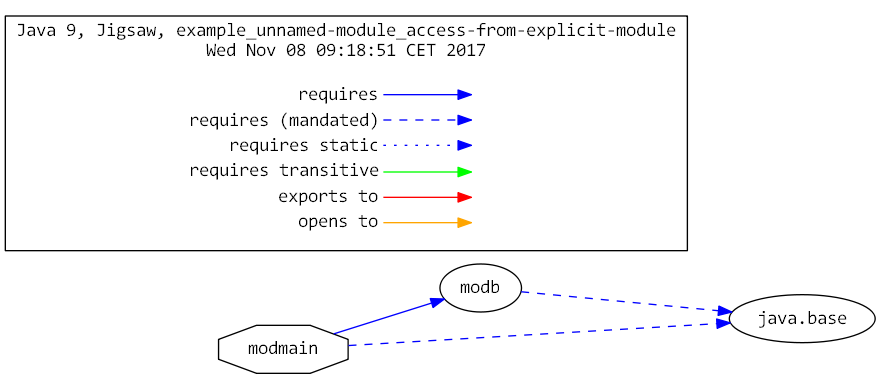 Java 9, Jigsaw, example_unnamed-module_access-from-explicit-module
Wed Nov 08 09:18:51 CET 2017
requires
requires (mandated)
requires static
requires transitive
exports to
opens to
modb
java.base
modmain